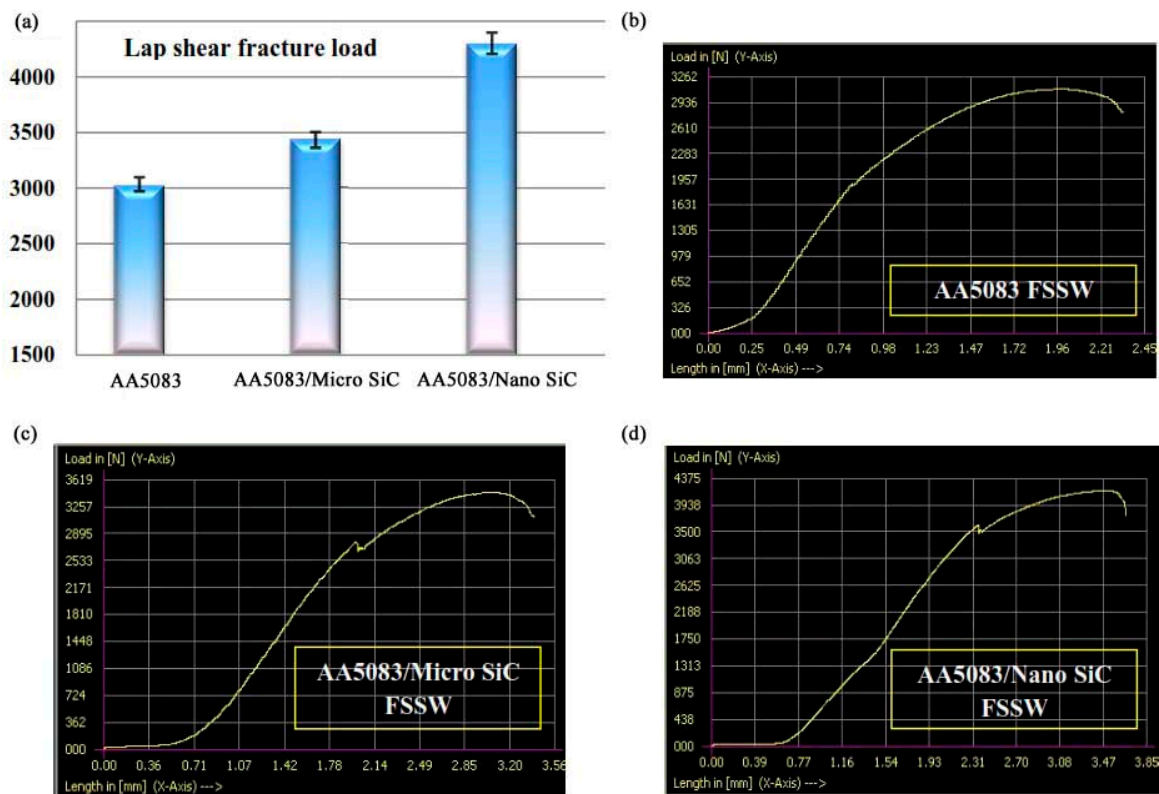 (a)
Lap shear fracture load
4000
3500
3000
2500
2000
1500
AA5083
AA5083/Micro SiC
AA5083/Nano SiC
(b)
Load in [N] (Y-Axis)
3262
2936
2610
2283
1957
1631
1305
979
652
326
000
AA5083 FSSW
0.00 0.25 0.49 0.74 0.98 1.23 1.47 1.72 1.96 2.21 2.45
Length in [mm] (X-Axis) --->
(c)
Load in [N] (Y-Axis)
3619
3257
2895
2533
2171
1810
1448
1086
724
362
000
AA5083/Micro SiC
FSSW
0.00 0.36 0.71 1.07 1.42 1.78 2.14 2.49 2.85 3.20 3.56
Length in [mm] (X-Axis) --->
(d)
Load in [N] (Y-Axis)
4375
3938
3500
3063
2625
2188
1750
1313
875
438
000
AA5083/Nano SiC
FSSW
0.00 0.39 0.77 1.16 1.54 1.93 2.31 2.70 3.08 3.47 3.85
Length in [mm] (X-Axis) --->